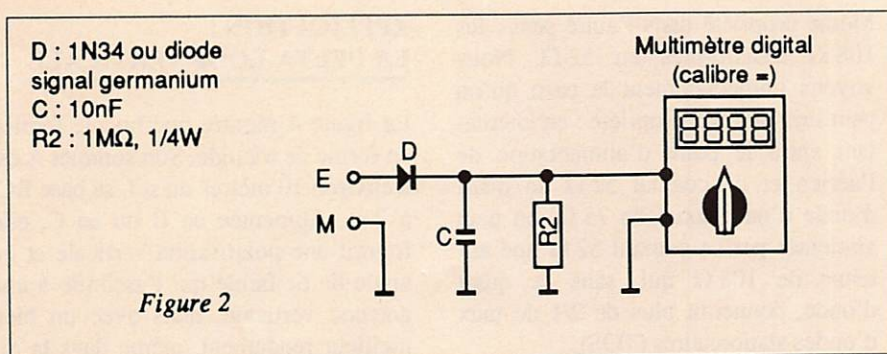 D : 1N34 ou diode
signal germanium
C : 10nF
R2 : 1MΩ, 1/4W
Multimètre digital
(calibre =)
8888
E
D
M
C
R2
Figure 2